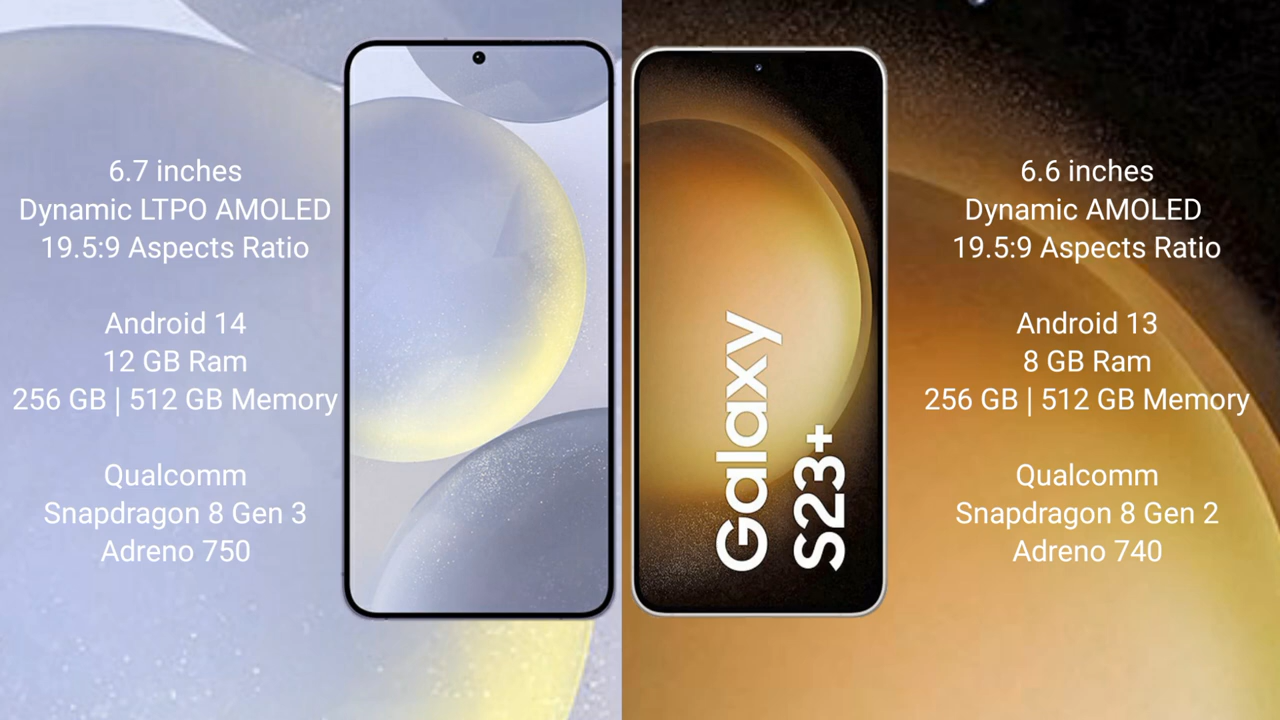 6.7 inches
Dynamic LTPO AMOLED
19.5:9 Aspects Ratio
Android 14
12 GB Ram
256 GB | 512 GB Memory
Qualcomm
Snapdragon 8 Gen 3
Adreno 750
Galaxy
S23+
6.6 inches
Dynamic AMOLED
19.5:9 Aspects Ratio
Android 13
8 GB Ram
256 GB | 512 GB Memory
Qualcomm
Snapdragon 8 Gen 2
Adreno 740